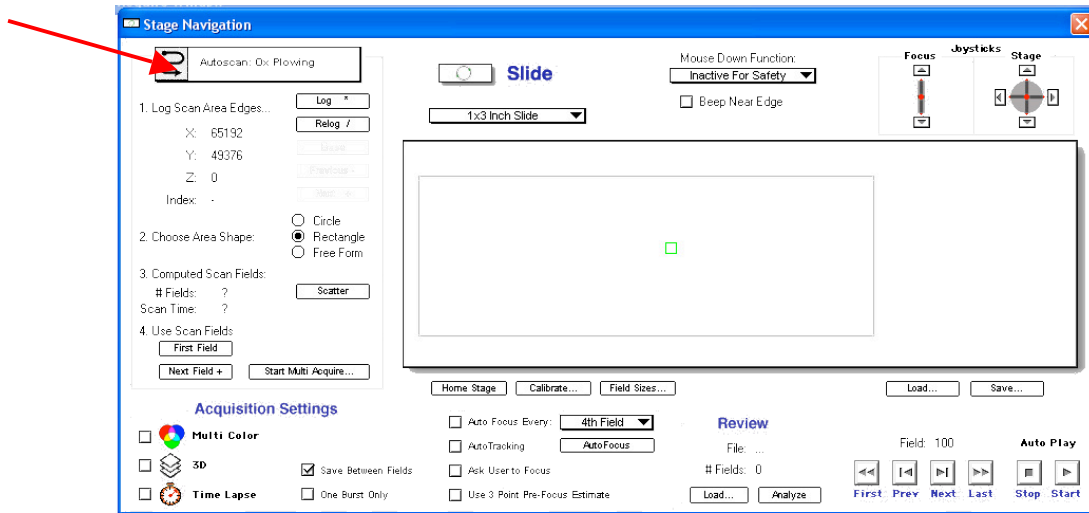 Stage Navigation
Autoscan: 0x Plowing
1. Log Scan Area Edges...
Log *
Relog /
X: 65192
Move
Y: 49376
Previous -
Z: 0
Next +
Index: -
2. Choose Area Shape:
Circle
Rectangle
Free Form
3. Computed Scan Fields:
# Fields: ?
Scatter
Scan Time: ?
4. Use Scan Fields
First Field
Next Field +
Start Multi Acquire...
Slide
1x3 Inch Slide
Mouse Down Function:
Inactive For Safety
Beep Near Edge
Joysticks
Focus
Stage
Home Stage
Calibrate...
Field Sizes...
Load...
Save...
Acquisition Settings
Multi Color
3D
Time Lapse
Save Between Fields
One Burst Only
Auto Focus Every:
4th Field
AutoTracking
AutoFocus
Ask User to Focus
Use 3 Point Pre-Focus Estimate
Review
File: ...
# Fields: 0
Load...
Analyze
Field: 100
Auto Play
First
Prev
Next
Last
Stop
Start